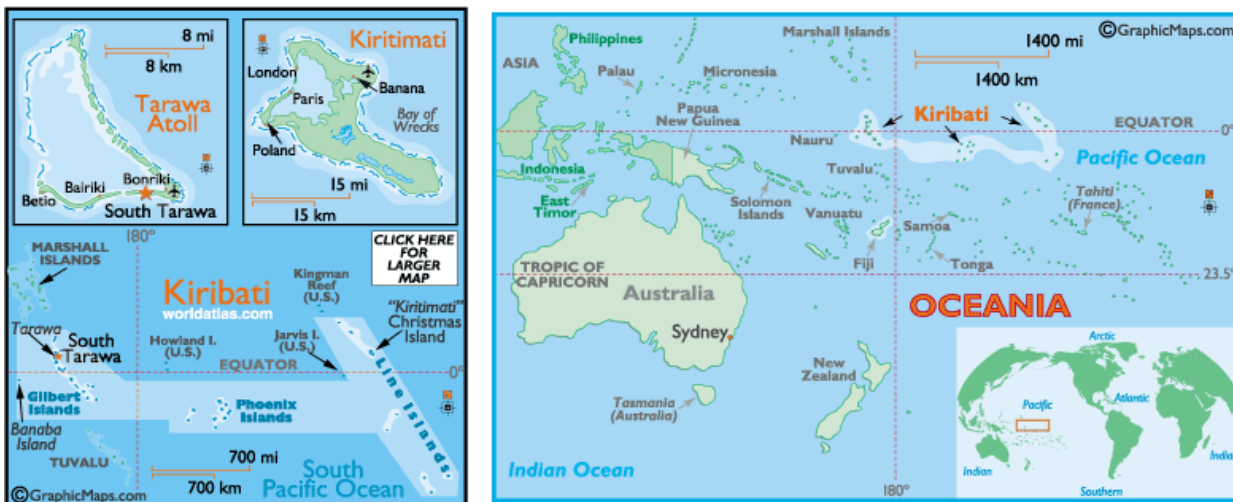 8 mi
8 km
Tarawa
Atoll
Bonriki
Bairiki
Betio
South Tarawa
Kiritimati
London
Paris
Banana
Bay of
Wrecks
Poland
15 mi
15 km
180°
MARSHALL
ISLANDS
CLICK HERE
FOR
LARGER
MAP
Kiribati
worldatlas.com
Kingman
Reef
(U.S.)
"Kiritimati"
Christmas
Island
Tarawa
South
Tarawa
Howland I.
(U.S.)
Jarvis I.
(U.S.)
EQUATOR
0°
Gilbert
Islands
Phoenix
Islands
Line Islands
Banaba
Island
TUVALU
700 mi
700 km
South
Pacific Ocean
©GraphicMaps.com
©GraphicMaps.com
Philippines
Marshall Islands
1400 mi
1400 km
ASIA
Palau
Micronesia
Papua
New Guinea
Kiribati
Nauru
EQUATOR
0°
Pacific Ocean
Indonesia
East
Timor
Tuvalu
Solomon
Islands
Vanuatu
Samoa
Tahiti
(France)
Fiji
Tonga
TROPIC OF
CAPRICORN
23.5°
Australia
OCEANIA
Sydney
New
Zealand
Tasmania
(Australia)
Indian Ocean
180°
Arctic
Pacific
Atlantic
Indian
India
Southern